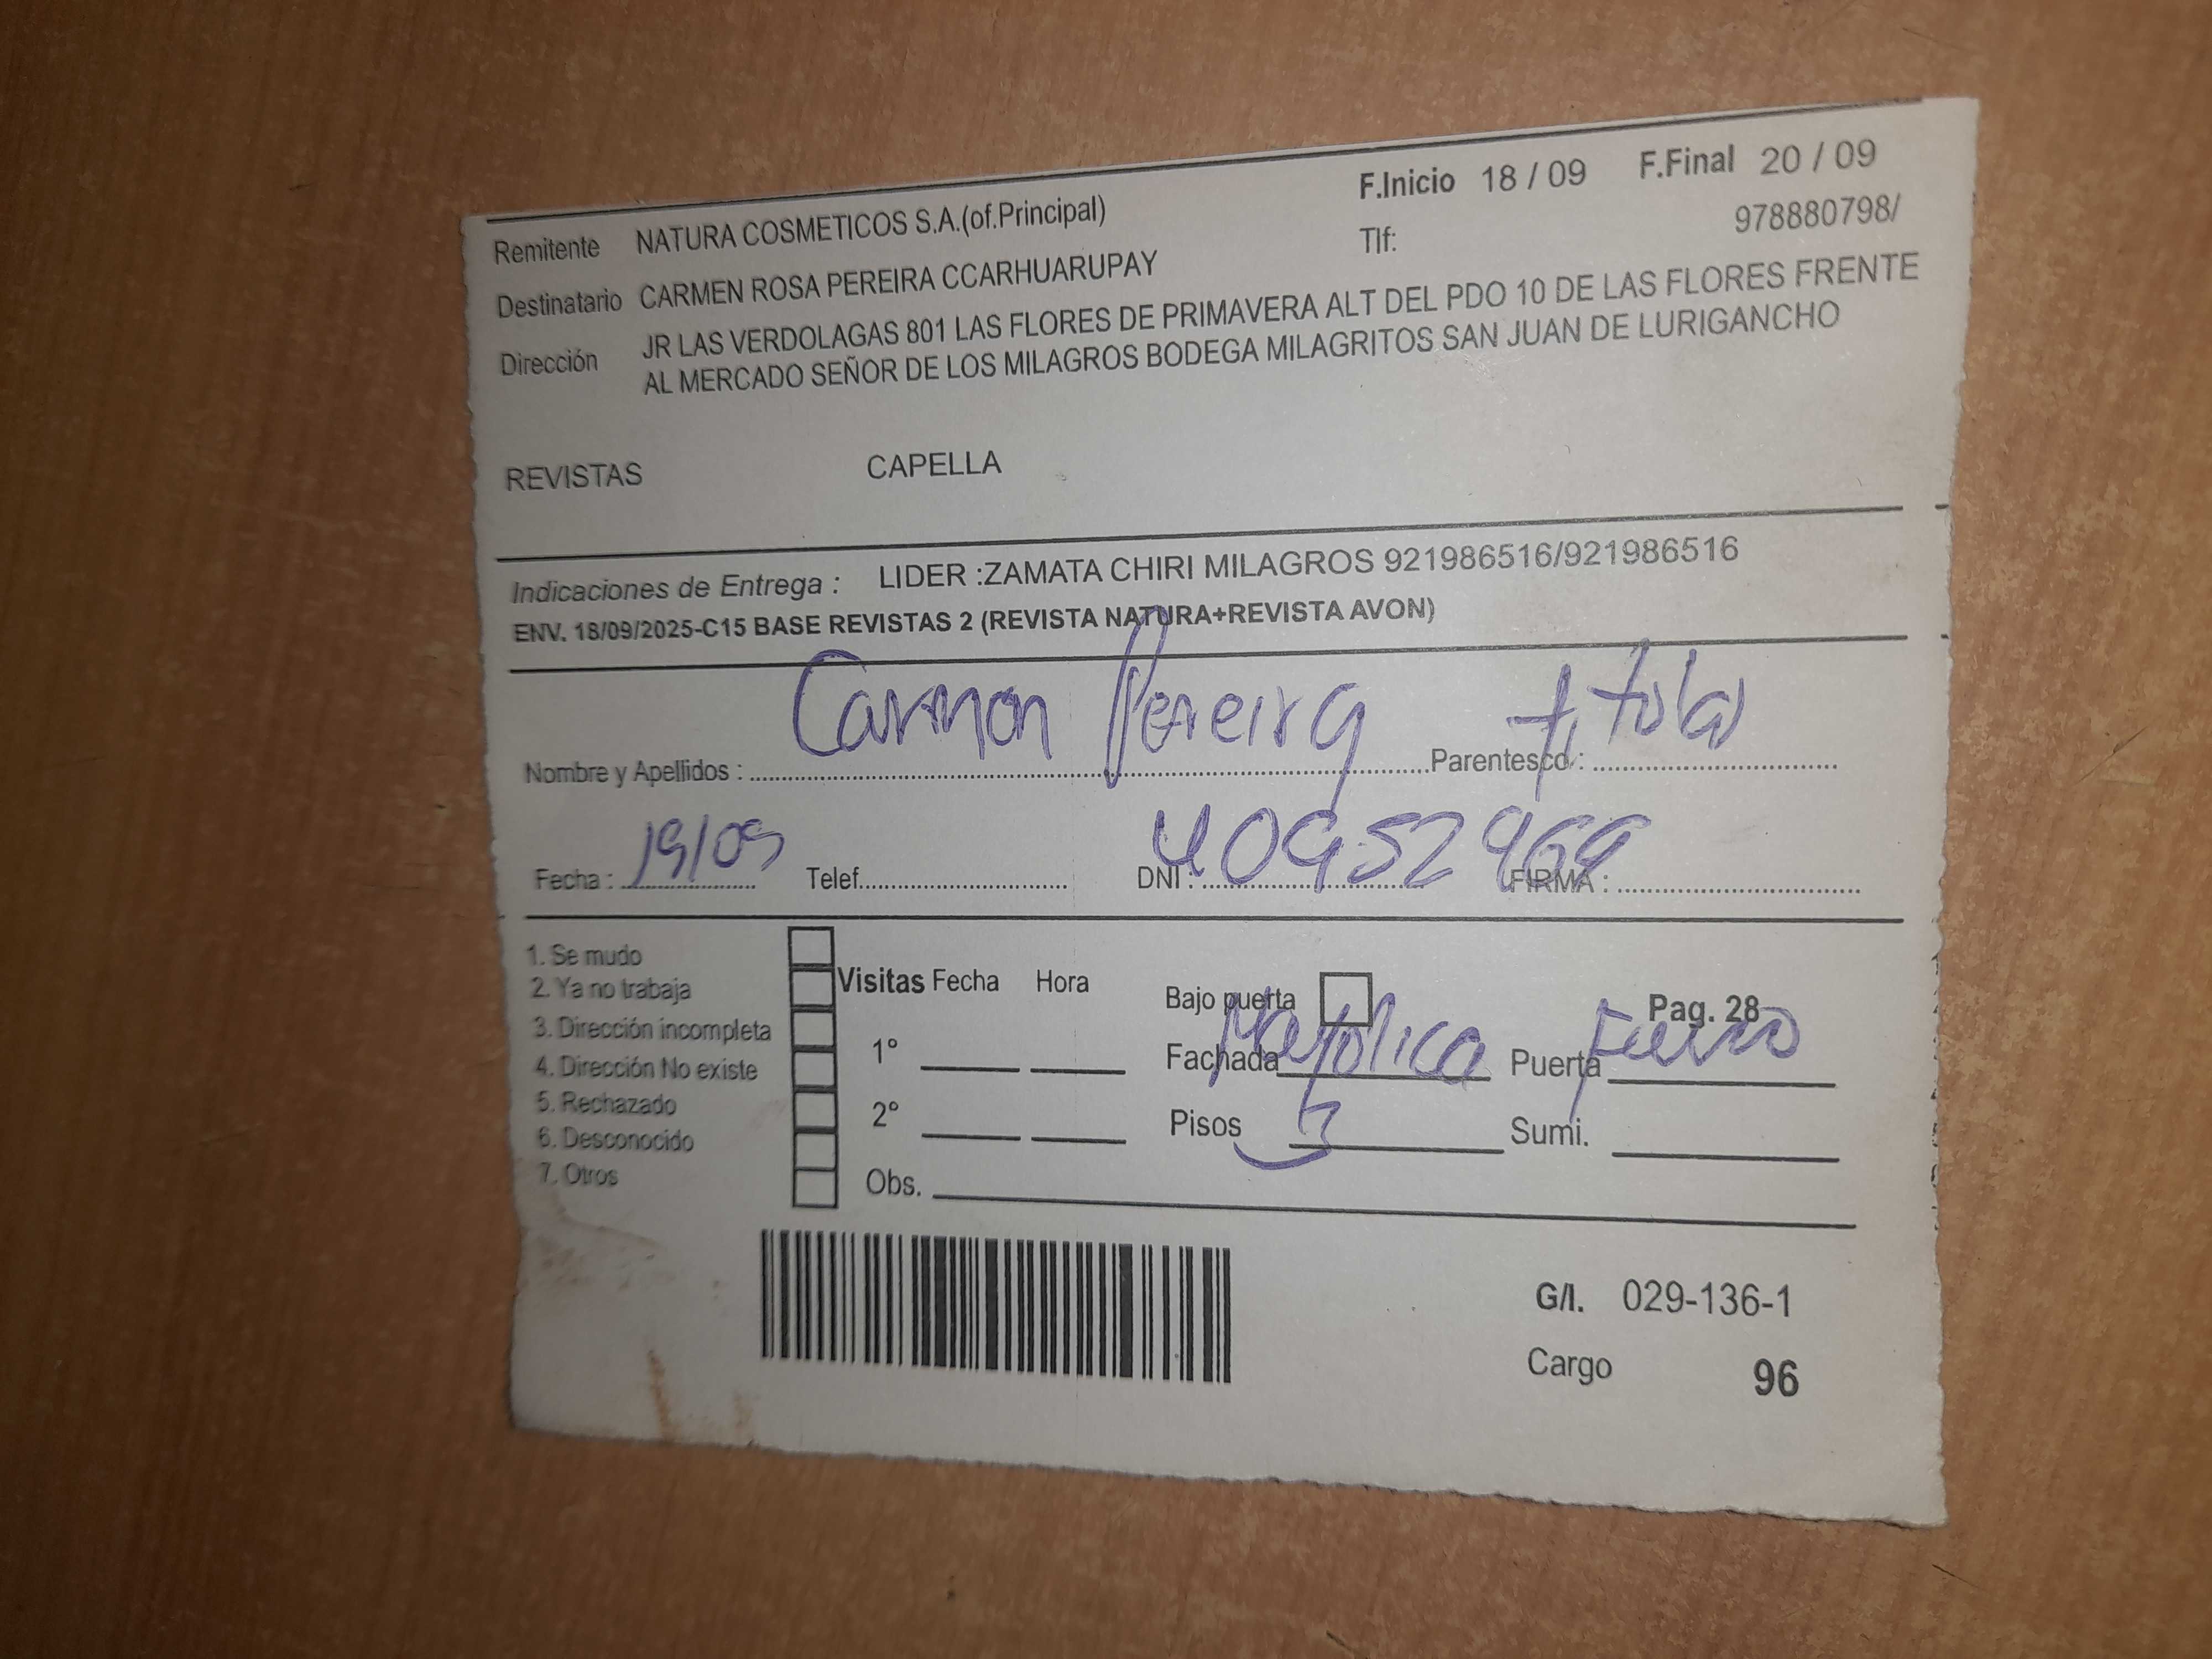 F.Inicio 18 / 09 F.Final 20 / 09
Remitente NATURA COSMETICOS S.A.(of.Principal) Tlf: 978880798/
Destinatario CARMEN ROSA PEREIRA CCARHUARUPAY
Dirección JR LAS VERDOLAGAS 801 LAS FLORES DE PRIMAVERA ALT DEL PDO 10 DE LAS FLORES FRENTE
AL MERCADO SEÑOR DE LOS MILAGROS BODEGA MILAGRITOS SAN JUAN DE LURIGANCHO
REVISTAS CAPELLA
Indicaciones de Entrega : LIDER :ZAMATA CHIRI MILAGROS 921986516/921986516
ENV. 18/09/2025-C15 BASE REVISTAS 2 (REVISTA NATURA+REVISTA AVON)
Nombre y Apellidos : Carmen Pereira Parentesco : titular
Fecha : 19/09 Telef. DNI : 40952969 FIRMA :
1. Se mudo
2. Ya no trabaja
3. Dirección incompleta
4. Dirección No existe
5. Rechazado
6. Desconocido
7. Otros
Visitas Fecha Hora
1°
2°
Obs.
Bajo puerta Pag. 28
Fachada Mayolica Puerta Fierro
Pisos 3 Sumi.
G/I. 029-136-1
Cargo 96